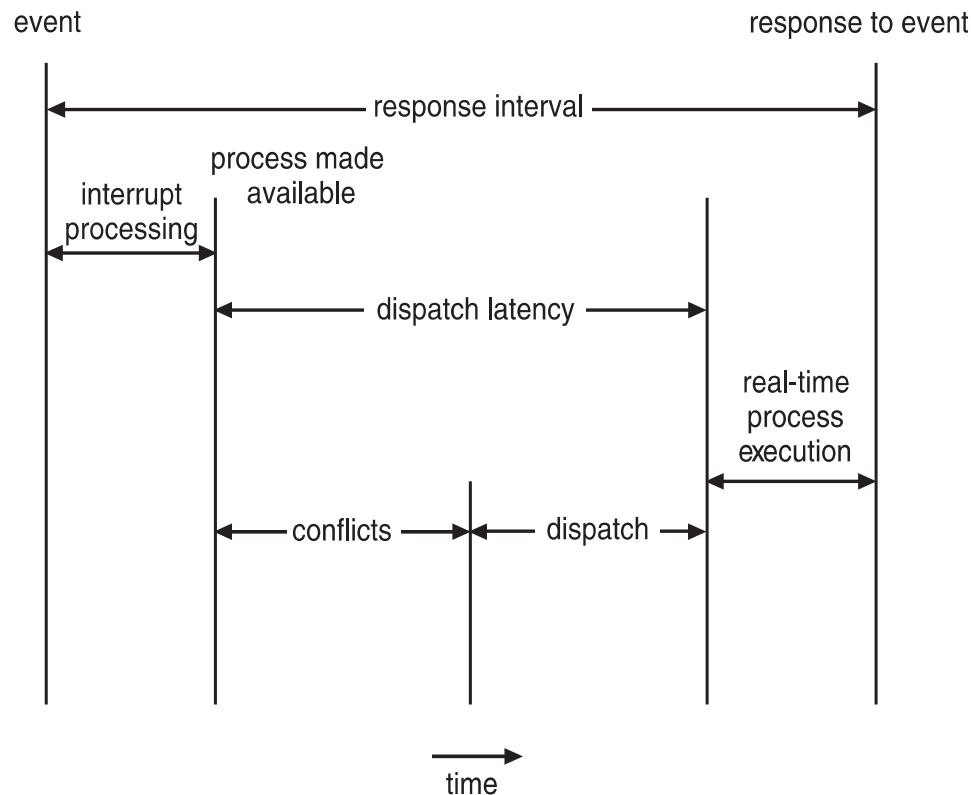 event
response to event
response interval
process made
available
interrupt
processing
dispatch latency
real-time
process
execution
conflicts
dispatch
time